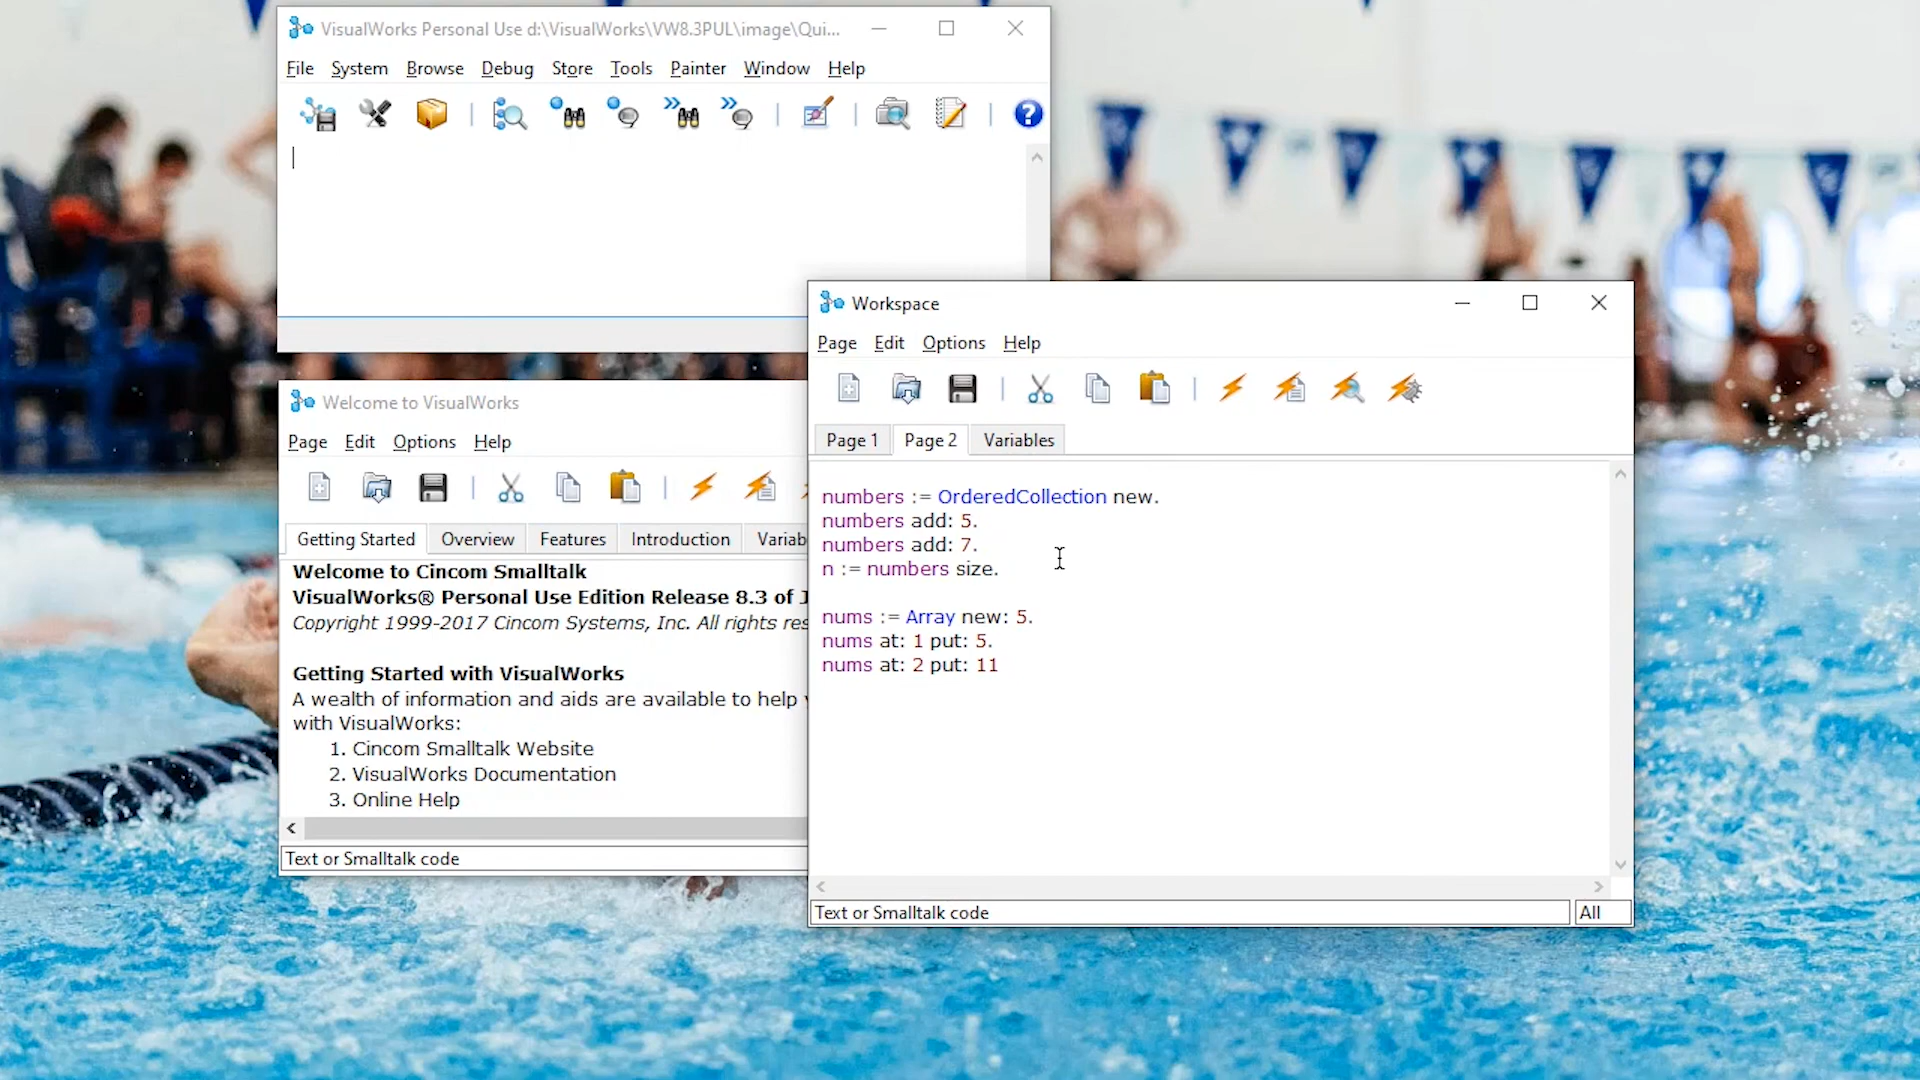 VisualWorks Personal Use d:\VisualWorks\VW8.3PUL\image\Qui...
File System Browse Debug Store Tools Painter Window Help
Workspace
Page Edit Options Help
Page 1 Page 2 Variables
numbers := OrderedCollection new.
numbers add: 5.
numbers add: 7.
n := numbers size.
nums := Array new: 5.
nums at: 1 put: 5.
nums at: 2 put: 11
Text or Smalltalk code All
Welcome to VisualWorks
Page Edit Options Help
Getting Started Overview Features Introduction Variab
Welcome to Cincom Smalltalk
VisualWorks® Personal Use Edition Release 8.3 of
Copyright 1999-2017 Cincom Systems, Inc. All rights res
Getting Started with VisualWorks
A wealth of information and aids are available to help
with VisualWorks:
1. Cincom Smalltalk Website
2. VisualWorks Documentation
3. Online Help
Text or Smalltalk code